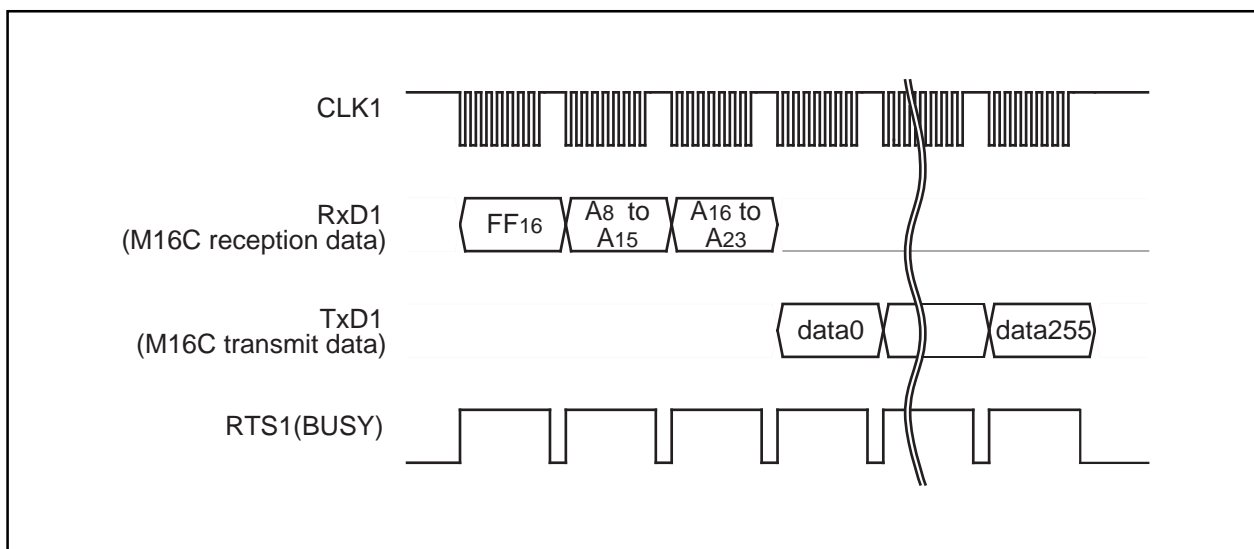 CLK1
RxD1
(M16C reception data)
FF16
A8 to
A15
A16 to
A23
TxD1
(M16C transmit data)
data0
data255
RTS1(BUSY)